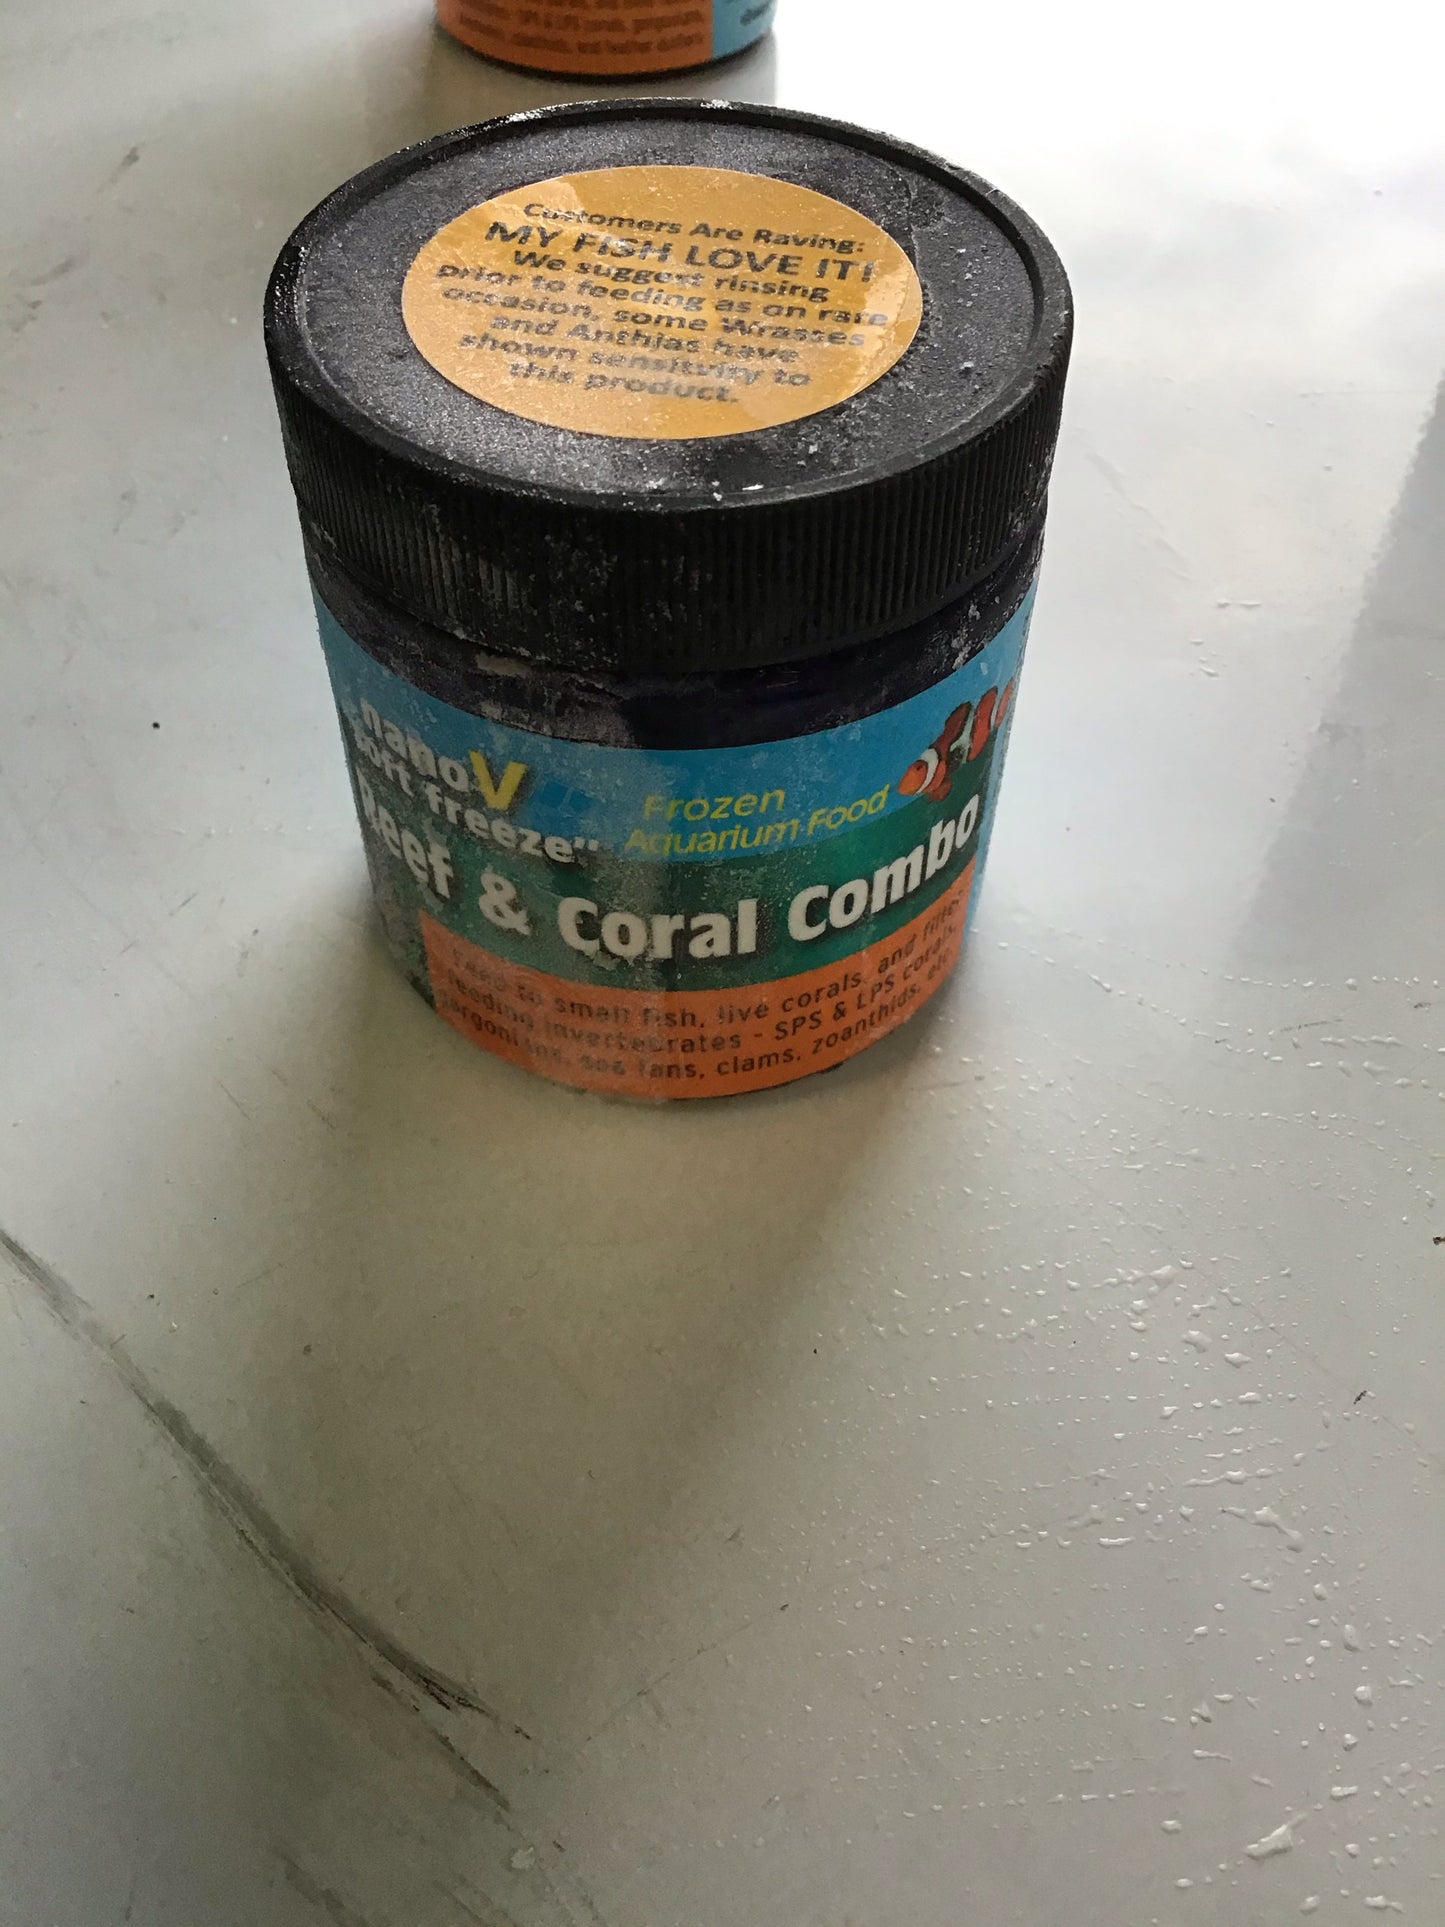 Customers Are Raving:
MY FISH LOVE IT!
We suggest rinsing
prior to feeding as on rare
occasion, some Wrasses
and Anthias have
shown sensitivity to
this product.
nanoV
soft freeze"
Frozen
Aquarium Food
Reef & Coral Combo
Feed to small fish, live corals, and filter
feeding invertebrates - SPS & LPS corals,
gorgonians, sea fans, clams, zoanthids, etc.